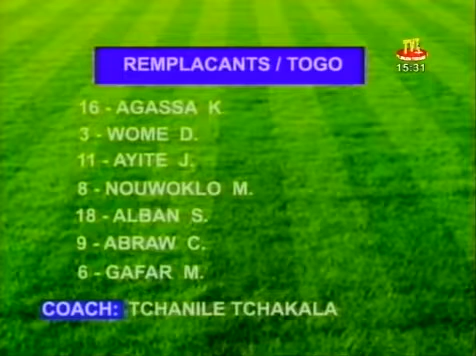 REMPLACANTS / TOGO
TVT
15:31
16 - AGASSA K.
3 - WOME D.
11 - AYITE J.
8 - NOUWOKLO M.
18 - ALBAN S.
9 - ABRAW C.
6 - GAFAR M.
COACH: TCHANILE TCHAKALA